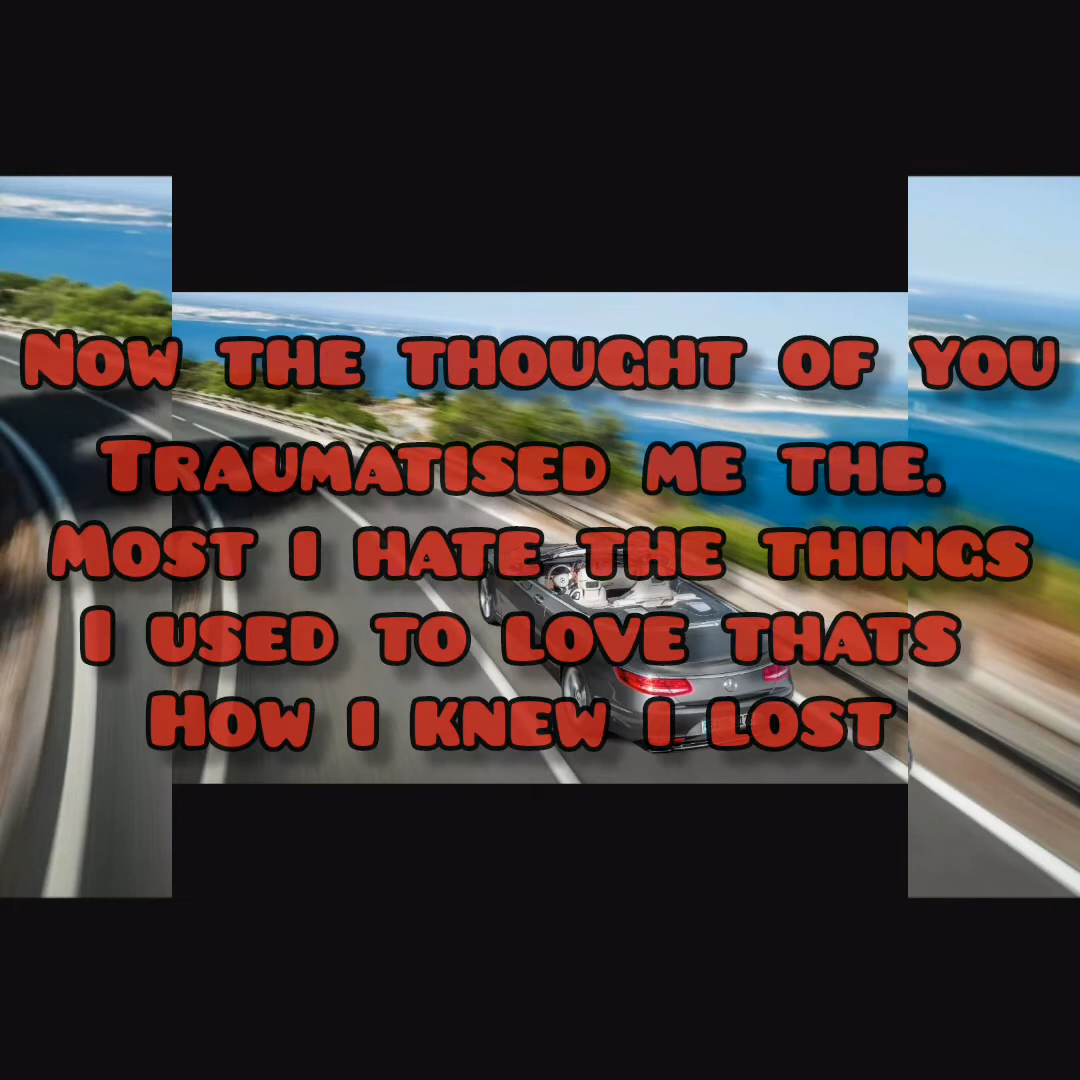 Now the thought of you
Traumatised me the.
Most i hate the things
I used to love thats
How i knew i lost